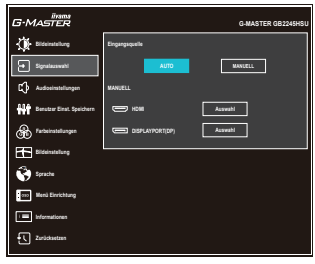 iiyama
G-MASTER
G-MASTER GB2245HSU
Bildeinstellung
Signalauswahl
Audioeinstellungen
Benutzer Einst. Speichern
Farbeinstellungen
Bildeinstellung
Sprache
Menü Einrichtung
Informationen
Zurücksetzen
Eingangsquelle
AUTO
MANUELL
MANUELL
HDMI
Auswahl
DISPLAYPORT(DP)
Auswahl